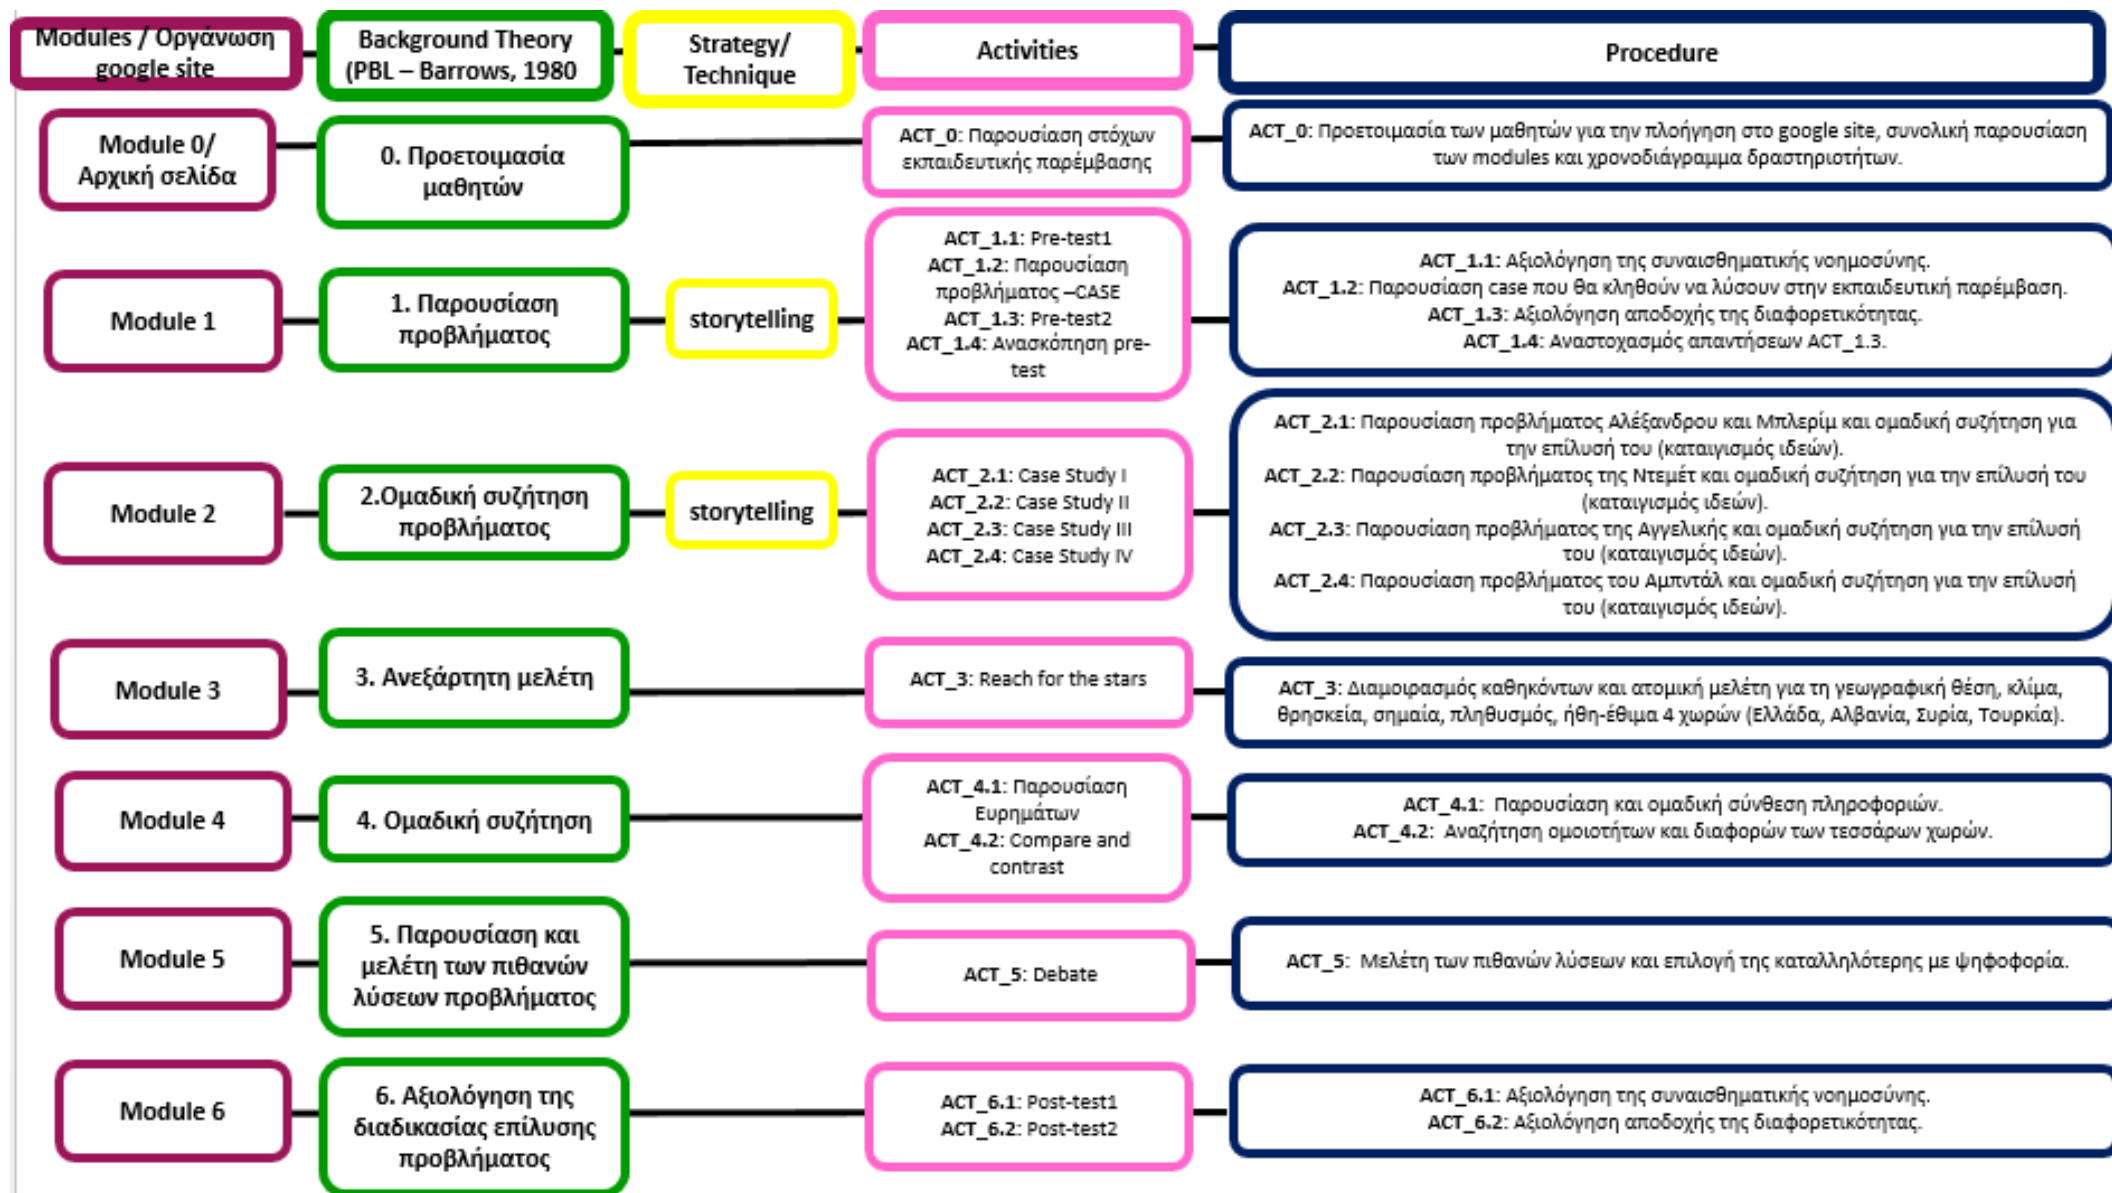 Modules / Οργάνωση
google site
Background Theory
(PBL – Barrows, 1980
Strategy/
Technique
Activities
Procedure
Module 0/
Αρχική σελίδα
0. Προετοιμασία
μαθητών
ACT_0: Παρουσίαση στόχων
εκπαιδευτικής παρέμβασης
ACT_0: Προετοιμασία των μαθητών για την πλοήγηση στο google site, συνολική παρουσίαση
των modules και χρονοδιάγραμμα δραστηριοτήτων.
Module 1
1. Παρουσίαση
προβλήματος
storytelling
ACT_1.1: Pre-test1
ACT_1.2: Παρουσίαση
προβλήματος –CASE
ACT_1.3: Pre-test2
ACT_1.4: Ανασκόπηση pre-
test
ACT_1.1: Αξιολόγηση της συναισθηματικής νοημοσύνης.
ACT_1.2: Παρουσίαση case που θα κληθούν να λύσουν στην εκπαιδευτική παρέμβαση.
ACT_1.3: Αξιολόγηση αποδοχής της διαφορετικότητας.
ACT_1.4: Αναστοχασμός απαντήσεων ACT_1.3.
Module 2
2.Ομαδική συζήτηση
προβλήματος
storytelling
ACT_2.1: Case Study I
ACT_2.2: Case Study II
ACT_2.3: Case Study III
ACT_2.4: Case Study IV
ACT_2.1: Παρουσίαση προβλήματος Αλέξανδρου και Μπλερίμ και ομαδική συζήτηση για
την επίλυσή του (καταιγισμός ιδεών).
ACT_2.2: Παρουσίαση προβλήματος της Ντεμέτ και ομαδική συζήτηση για την επίλυσή του
(καταιγισμός ιδεών).
ACT_2.3: Παρουσίαση προβλήματος της Αγγελικής και ομαδική συζήτηση για την επίλυσή
του (καταιγισμός ιδεών).
ACT_2.4: Παρουσίαση προβλήματος του Αμπντάλ και ομαδική συζήτηση για την επίλυσή
του (καταιγισμός ιδεών).
Module 3
3. Ανεξάρτητη μελέτη
ACT_3: Reach for the stars
ACT_3: Διαμοιρασμός καθηκόντων και ατομική μελέτη για τη γεωγραφική θέση, κλίμα,
θρησκεία, σημαία, πληθυσμός, ήθη-έθιμα 4 χωρών (Ελλάδα, Αλβανία, Συρία, Τουρκία).
Module 4
4. Ομαδική συζήτηση
ACT_4.1: Παρουσίαση
Ευρημάτων
ACT_4.2: Compare and
contrast
ACT_4.1: Παρουσίαση και ομαδική σύνθεση πληροφοριών.
ACT_4.2: Αναζήτηση ομοιοτήτων και διαφορών των τεσσάρων χωρών.
Module 5
5. Παρουσίαση και
μελέτη των πιθανών
λύσεων προβλήματος
ACT_5: Debate
ACT_5: Μελέτη των πιθανών λύσεων και επιλογή της καταλληλότερης με ψηφοφορία.
Module 6
6. Αξιολόγηση της
διαδικασίας επίλυσης
προβλήματος
ACT_6.1: Post-test1
ACT_6.2: Post-test2
ACT_6.1: Αξιολόγηση της συναισθηματικής νοημοσύνης.
ACT_6.2: Αξιολόγηση αποδοχής της διαφορετικότητας.